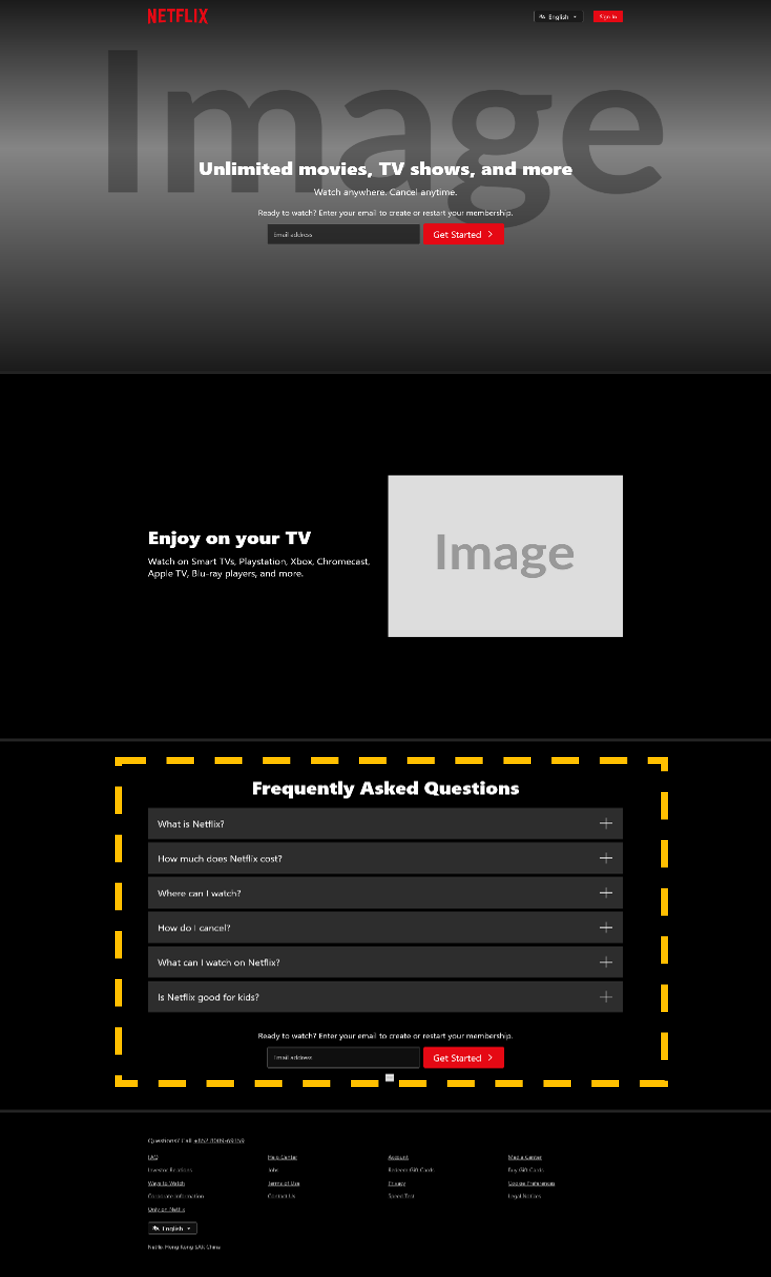 NETFLIX
English
Sign In
Image
Unlimited movies, TV shows, and more
Watch anywhere. Cancel anytime.
Ready to watch? Enter your email to create or restart your membership.
Email address
Get Started
Enjoy on your TV
Watch on Smart TVs, Playstation, Xbox, Chromecast,
Apple TV, Blu-ray players, and more.
Image
Frequently Asked Questions
What is Netflix?
How much does Netflix cost?
Where can I watch?
How do I cancel?
What can I watch on Netflix?
Is Netflix good for kids?
Ready to watch? Enter your email to create or restart your membership.
Email address
Get Started
Questions? Call
FAQ
Help Center
Account
Media Center
Investor Relations
Jobs
Redeem Gift Cards
Buy Gift Cards
Ways to Watch
Terms of Use
Privacy
Cookie Preferences
Corporate Information
Contact Us
Speed Test
Legal Notices
Only on Netflix
English
Netflix Hong Kong SAR, China